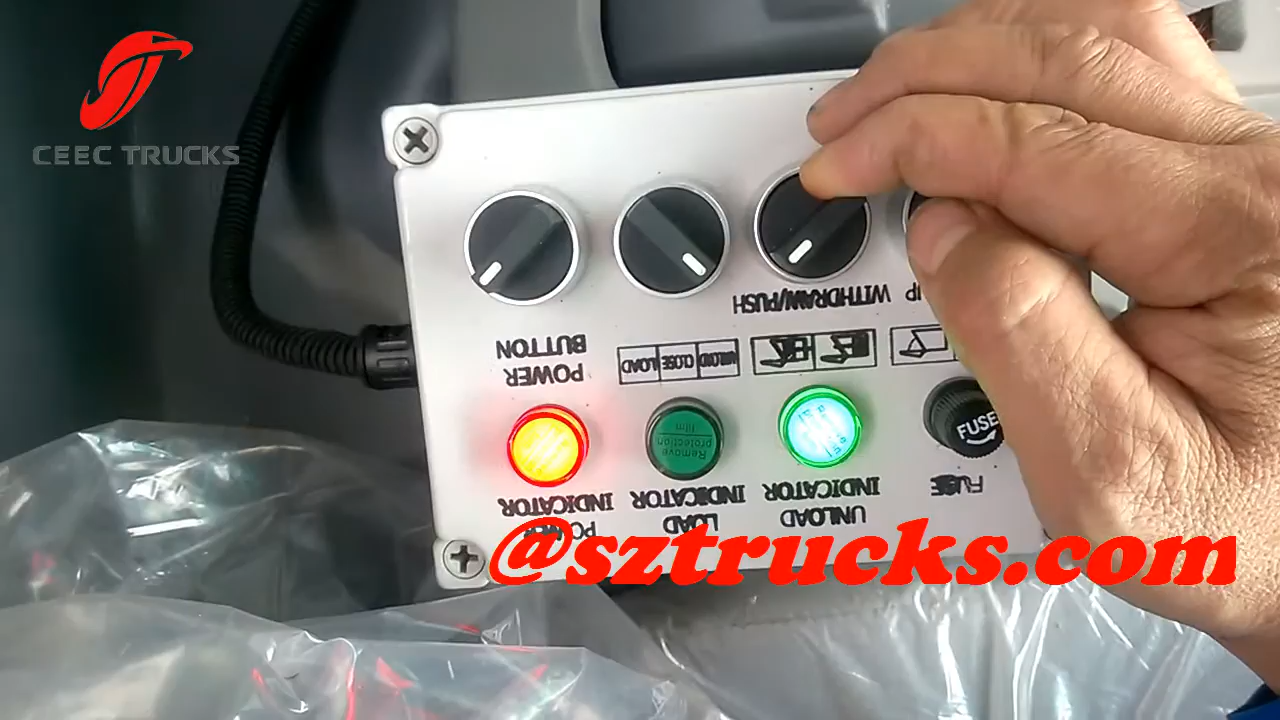 CEEC TRUCKS
WITHDRAW/PUSH
UP
POWER
BUTTON
UNLOAD CLOSE LOAD
Remove
protection
film
FUSE
POWER
INDICATOR
LOAD
INDICATOR
UNLOAD
INDICATOR
FUSE
@sztrucks.com